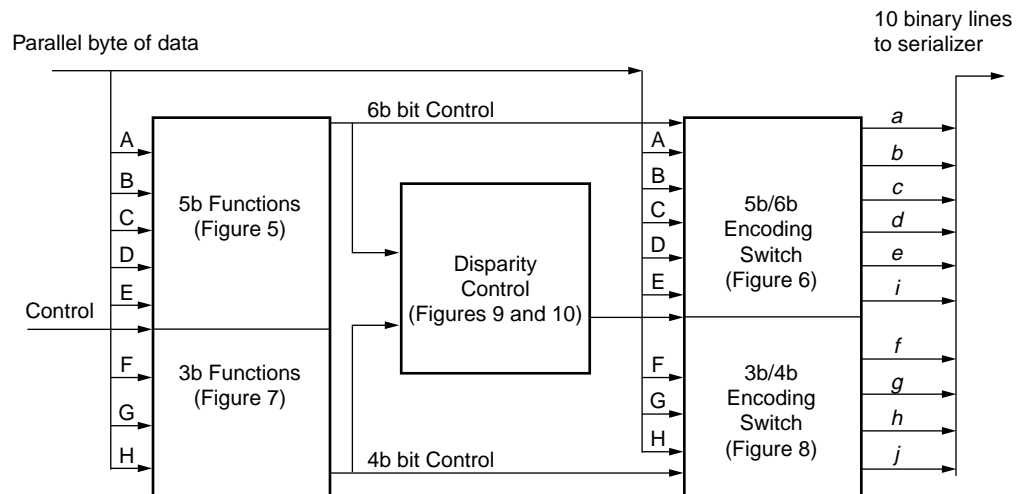 10 binary lines
to serializer
Parallel byte of data
6b bit Control
A
B
C
D
E
Control
F
G
H
5b Functions
(Figure 5)
3b Functions
(Figure 7)
Disparity
Control
(Figures 9 and 10)
4b bit Control
A
B
C
D
E
F
G
H
5b/6b
Encoding
Switch
(Figure 6)
3b/4b
Encoding
Switch
(Figure 8)
a
b
c
d
e
i
f
g
h
j